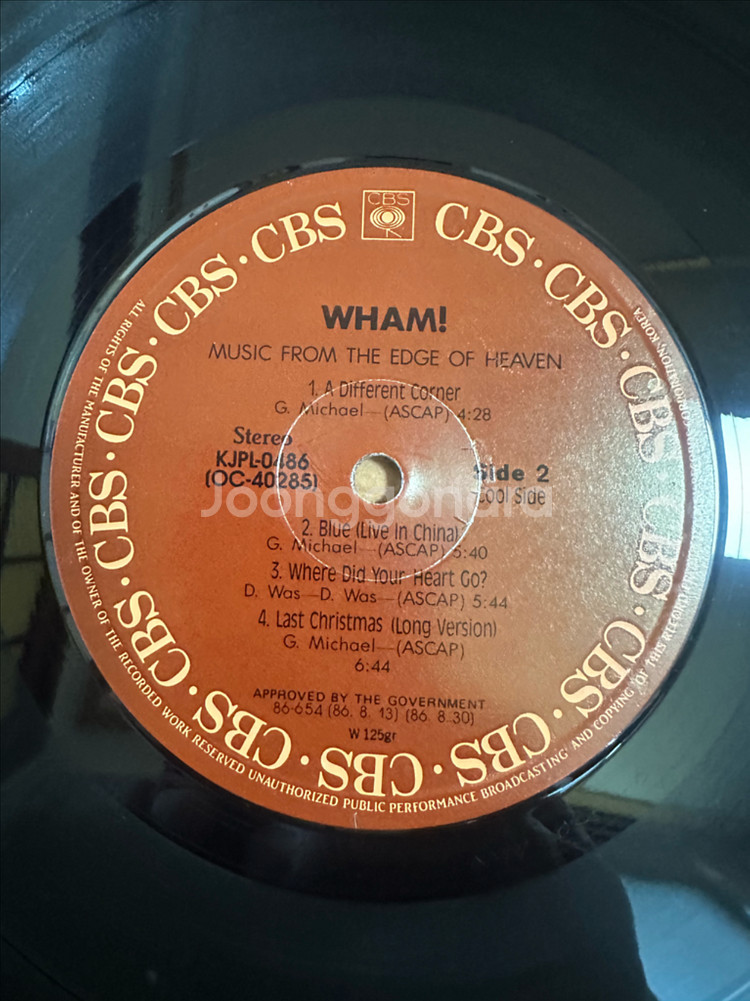 CBS
CBS · CBS · CBS · CBS · CBS · CBS · CBS · CBS · CBS · CBS · CBS · CBS
WHAM!
MUSIC FROM THE EDGE OF HEAVEN
1. A Different Corner
G. Michael—(ASCAP) 4:28
Stereo
KJPL-0486
(OC-40285)
Side 2
Cool Side
Joonggonara
2. Blue (Live In China)
G. Michael—(ASCAP) 5:40
3. Where Did Your Heart Go?
D. Was—D. Was—(ASCAP) 5:44
4. Last Christmas (Long Version)
G. Michael—(ASCAP)
6:44
APPROVED BY THE GOVERNMENT
86-654 (86. 8. 13) (86. 8. 30)
W 125gr
ALL RIGHTS OF THE MANUFACTURER AND OF THE OWNER OF THE RECORDED WORK RESERVED UNAUTHORIZED PUBLIC PERFORMANCE BROADCASTING AND COPYING OF THIS RECORD KOREA